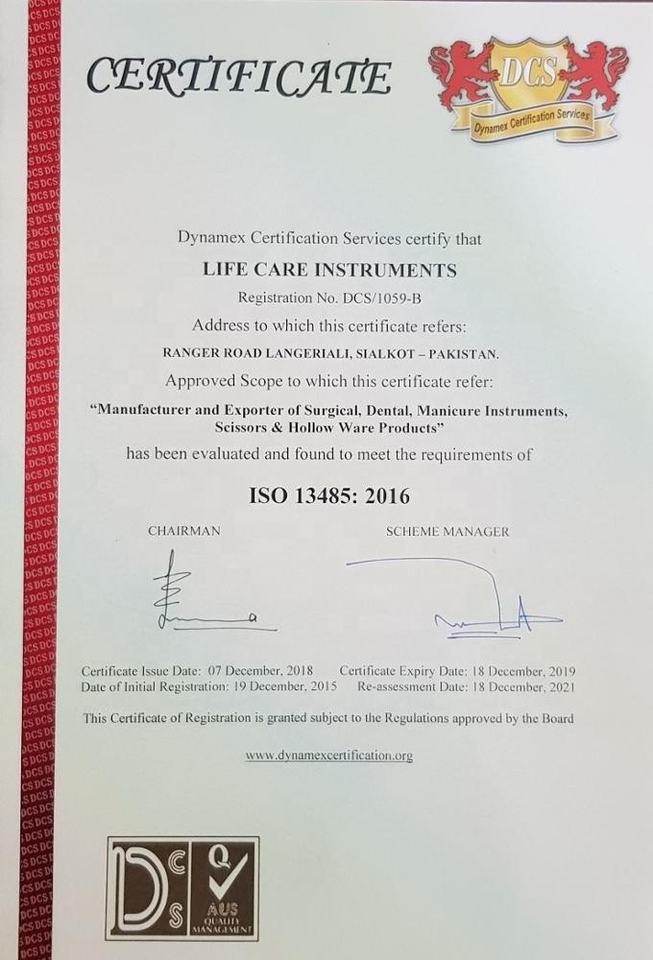 CERTIFICATE
DCS
Dynamex Certification Services
Dynamex Certification Services certify that
LIFE CARE INSTRUMENTS
Registration No. DCS/1059-B
Address to which this certificate refers:
RANGER ROAD LANGERIALI, SIALKOT – PAKISTAN.
Approved Scope to which this certificate refer:
“Manufacturer and Exporter of Surgical, Dental, Manicure Instruments,
Scissors & Hollow Ware Products”
has been evaluated and found to meet the requirements of
ISO 13485: 2016
CHAIRMAN SCHEME MANAGER
Certificate Issue Date: 07 December, 2018 Certificate Expiry Date: 18 December, 2019
Date of Initial Registration: 19 December, 2015 Re-assessment Date: 18 December, 2021
This Certificate of Registration is granted subject to the Regulations approved by the Board
www.dynamexcertification.org
DCS
Q
AUS
QUALITY
MANAGEMENT